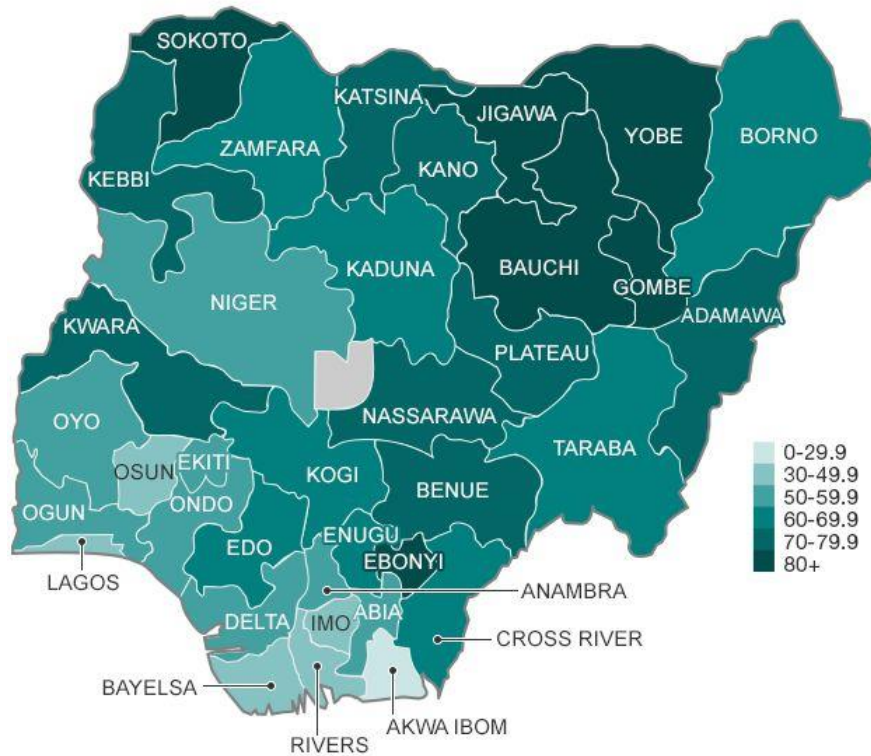 SOKOTO
KATSINA
JIGAWA
YOBE
BORNO
ZAMFARA
KANO
KEBBI
KADUNA
BAUCHI
GOMBE
ADAMAWA
NIGER
KWARA
PLATEAU
NASSARAWA
OYO
TARABA
OSUN
EKITI
KOGI
BENUE
OGUN
ONDO
EDO
ENUGU
EBONYI
LAGOS
ANAMBRA
DELTA
IMO
ABIA
CROSS RIVER
BAYELSA
AKWA IBOM
RIVERS
0-29.9
30-49.9
50-59.9
60-69.9
70-79.9
80+